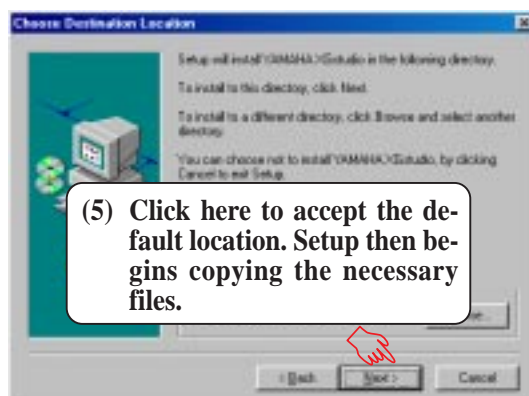 Choose Destination Location
Setup will install YAMAHA XGstudio in the following directory.
To install to this directory, click Next.
To install to a different directory, click Browse and select another
directory.
You can choose not to install YAMAHA XGstudio, by clicking
Cancel to exit Setup.
(5) Click here to accept the de-
fault location. Setup then be-
gins copying the necessary
files.
< Back
Next >
Cancel